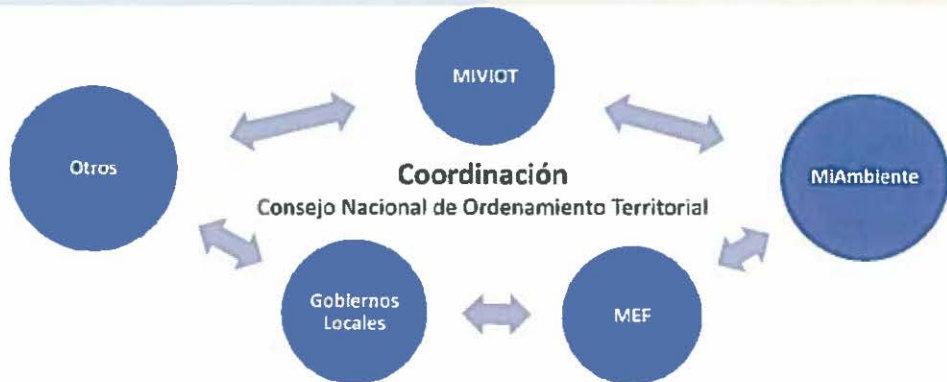 MIVIOT
Otros
MiAmbiente
Coordinación
Consejo Nacional de Ordenamiento Territorial
Gobiernos
Locales
MEF